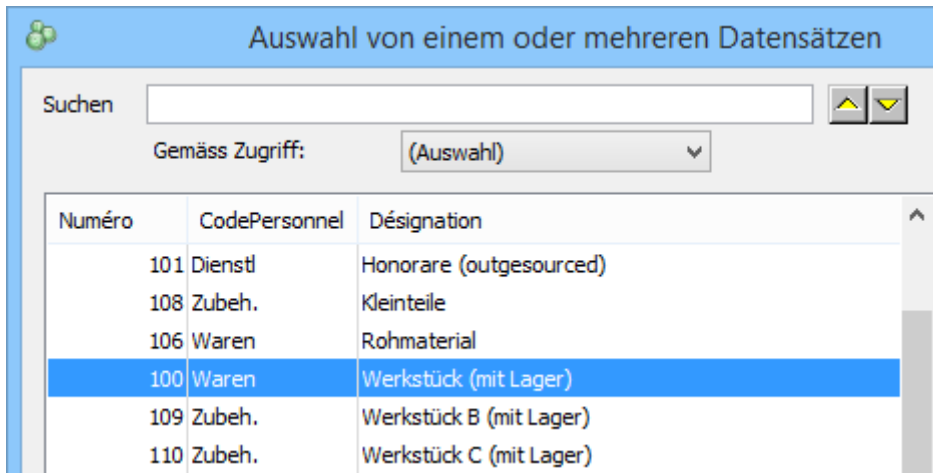 Auswahl von einem oder mehreren Datensätzen
Suchen
Gemäss Zugriff: (Auswahl)
Numéro CodePersonnel Désignation
101 Dienstl Honorare (outgesourced)
108 Zubeh. Kleinteile
106 Waren Rohmaterial
100 Waren Werkstück (mit Lager)
109 Zubeh. Werkstück B (mit Lager)
110 Zubeh. Werkstück C (mit Lager)